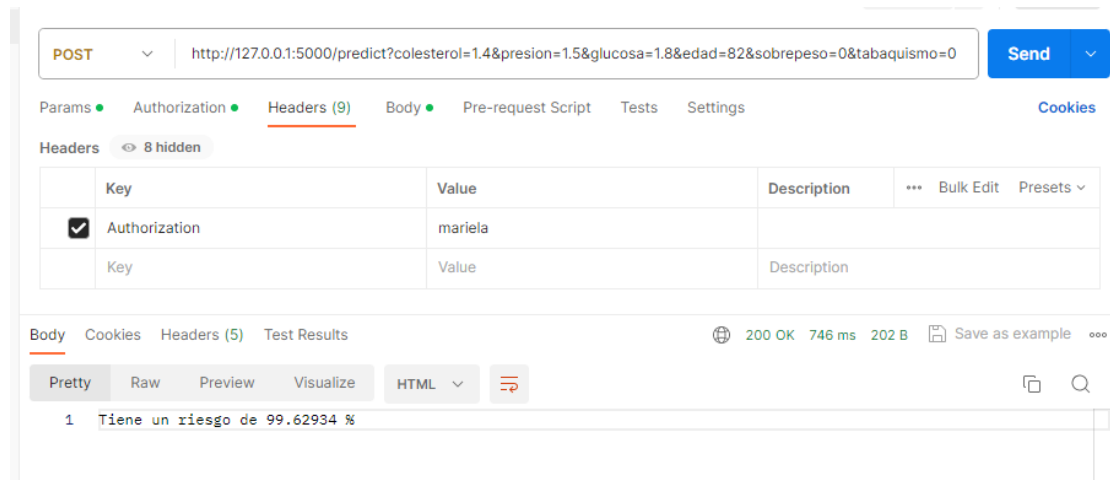 POST http://127.0.0.1:5000/predict?colesterol=1.4&presion=1.5&glucosa=1.8&edad=82&sobrepeso=0&tabaquismo=0 Send
Params Authorization Headers (9) Body Pre-request Script Tests Settings Cookies
Headers 8 hidden
Key Value Description ••• Bulk Edit Presets
Authorization mariela
Key Value Description
Body Cookies Headers (5) Test Results 200 OK 746 ms 202 B Save as example
Pretty Raw Preview Visualize HTML
1 Tiene un riesgo de 99.62934 %